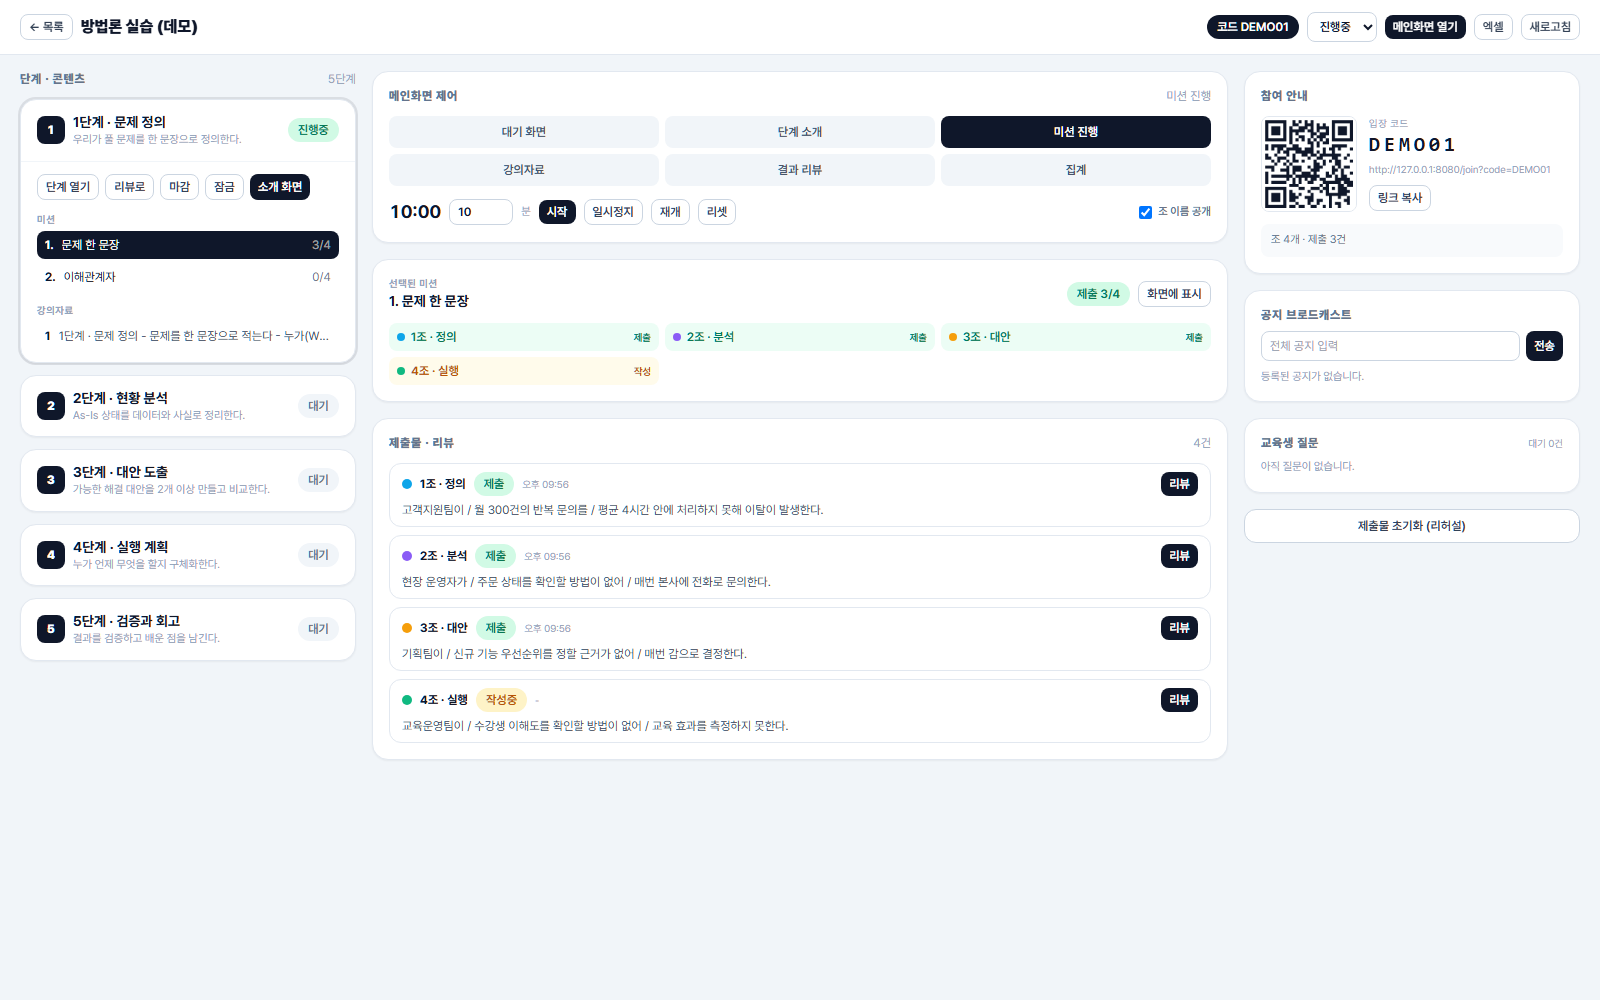 ← 목록 방법론 실습 (데모) 코드 DEMO01 진행중 메인화면 열기 엑셀 새로고침
단계 · 콘텐츠 5단계
1 1단계 · 문제 정의 진행중
우리가 풀 문제를 한 문장으로 정의한다.
단계 열기 리뷰로 마감 잠금 소개 화면
미션
1. 문제 한 문장 3/4
2. 이해관계자 0/4
강의자료
1 1단계 · 문제 정의 - 문제를 한 문장으로 적는다 - 누가(W...
2 2단계 · 현황 분석 대기
As-Is 상태를 데이터와 사실로 정리한다.
3 3단계 · 대안 도출 대기
가능한 해결 대안을 2개 이상 만들고 비교한다.
4 4단계 · 실행 계획 대기
누가 언제 무엇을 할지 구체화한다.
5 5단계 · 검증과 회고 대기
결과를 검증하고 배운 점을 남긴다.
메인화면 제어 미션 진행
대기 화면 단계 소개 미션 진행
강의자료 결과 리뷰 집계
10:00 10 분 시작 일시정지 재개 리셋 조 이름 공개
선택된 미션
1. 문제 한 문장 제출 3/4 화면에 표시
1조 · 정의 제출 2조 · 분석 제출 3조 · 대안 제출
4조 · 실행 작성
제출물 · 리뷰 4건
1조 · 정의 제출 오후 09:56 리뷰
고객지원팀이 / 월 300건의 반복 문의를 / 평균 4시간 안에 처리하지 못해 이탈이 발생한다.
2조 · 분석 제출 오후 09:56 리뷰
현장 운영자가 / 주문 상태를 확인할 방법이 없어 / 매번 본사에 전화로 문의한다.
3조 · 대안 제출 오후 09:56 리뷰
기획팀이 / 신규 기능 우선순위를 정할 근거가 없어 / 매번 감으로 결정한다.
4조 · 실행 작성중 -  리뷰
교육운영팀이 / 수강생 이해도를 확인할 방법이 없어 / 교육 효과를 측정하지 못한다.
참여 안내
입장 코드
DEMO01
http://127.0.0.1:8080/join?code=DEMO01
링크 복사
조 4개 · 제출 3건
공지 브로드캐스트
전체 공지 입력 전송
등록된 공지가 없습니다.
교육생 질문 대기 0건
아직 질문이 없습니다.
제출물 초기화 (리허설)